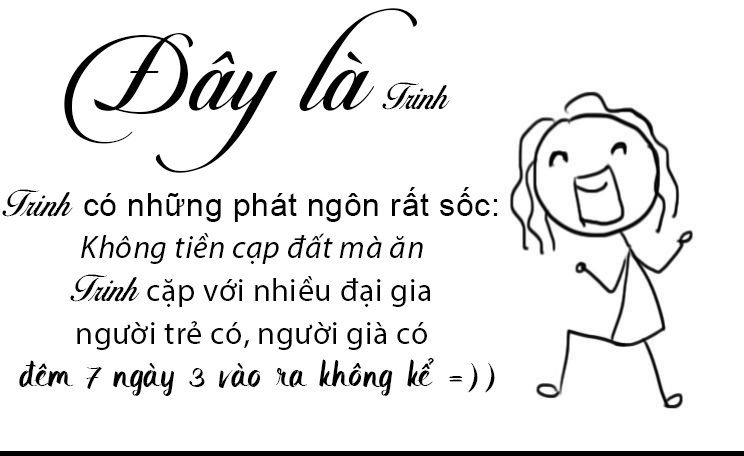 Đây là Trinh
Trinh có những phát ngôn rất sốc:
Không tiền cạp đất mà ăn
Trinh cặp với nhiều đại gia
người trẻ có, người già có
đêm 7 ngày 3 vào ra không kể =))